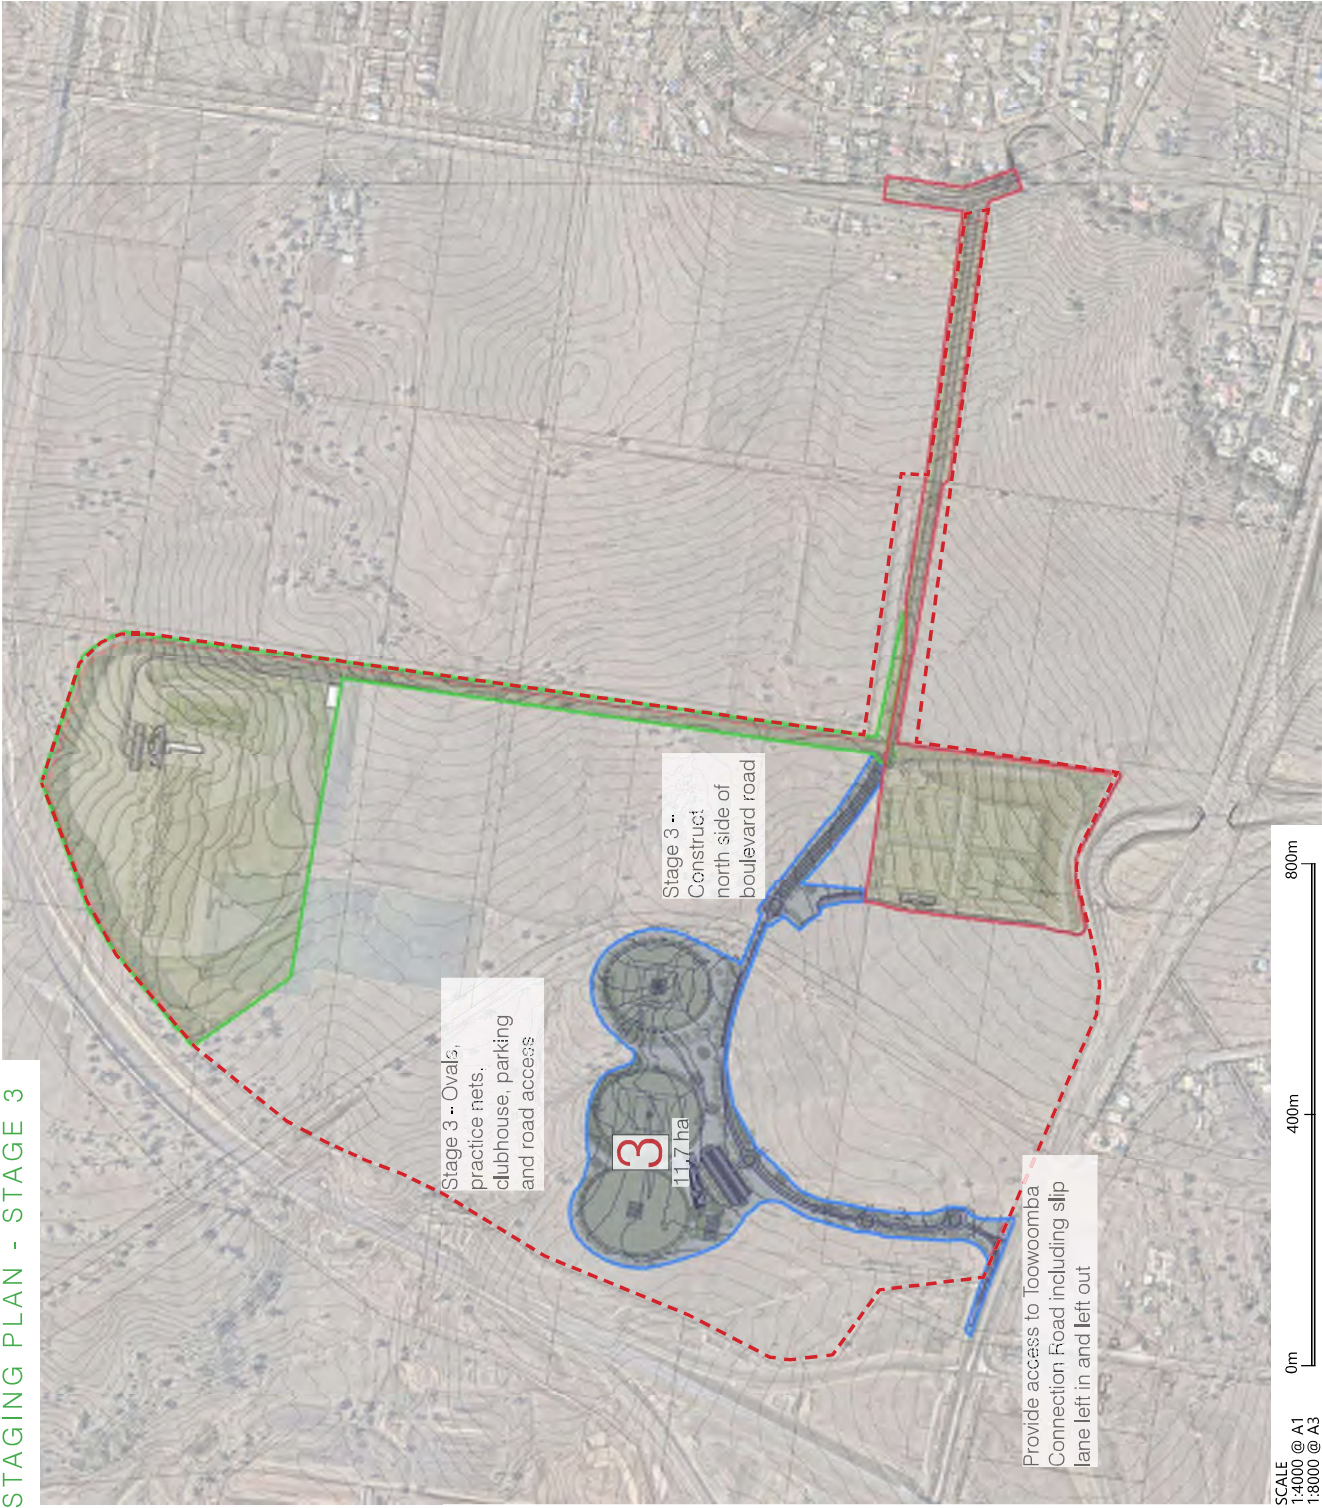 STAGING PLAN - STAGE 3
Stage 3 - Ovals,
practice nets,
clubhouse, parking
and road access
Stage 3 -
Construct
north side of
boulevard road
3
11.7 ha
Provide access to Toowoomba
Connection Road including slip
lane left in and left out
SCALE
1:4000 @ A1
1:8000 @ A3
0m
400m
800m